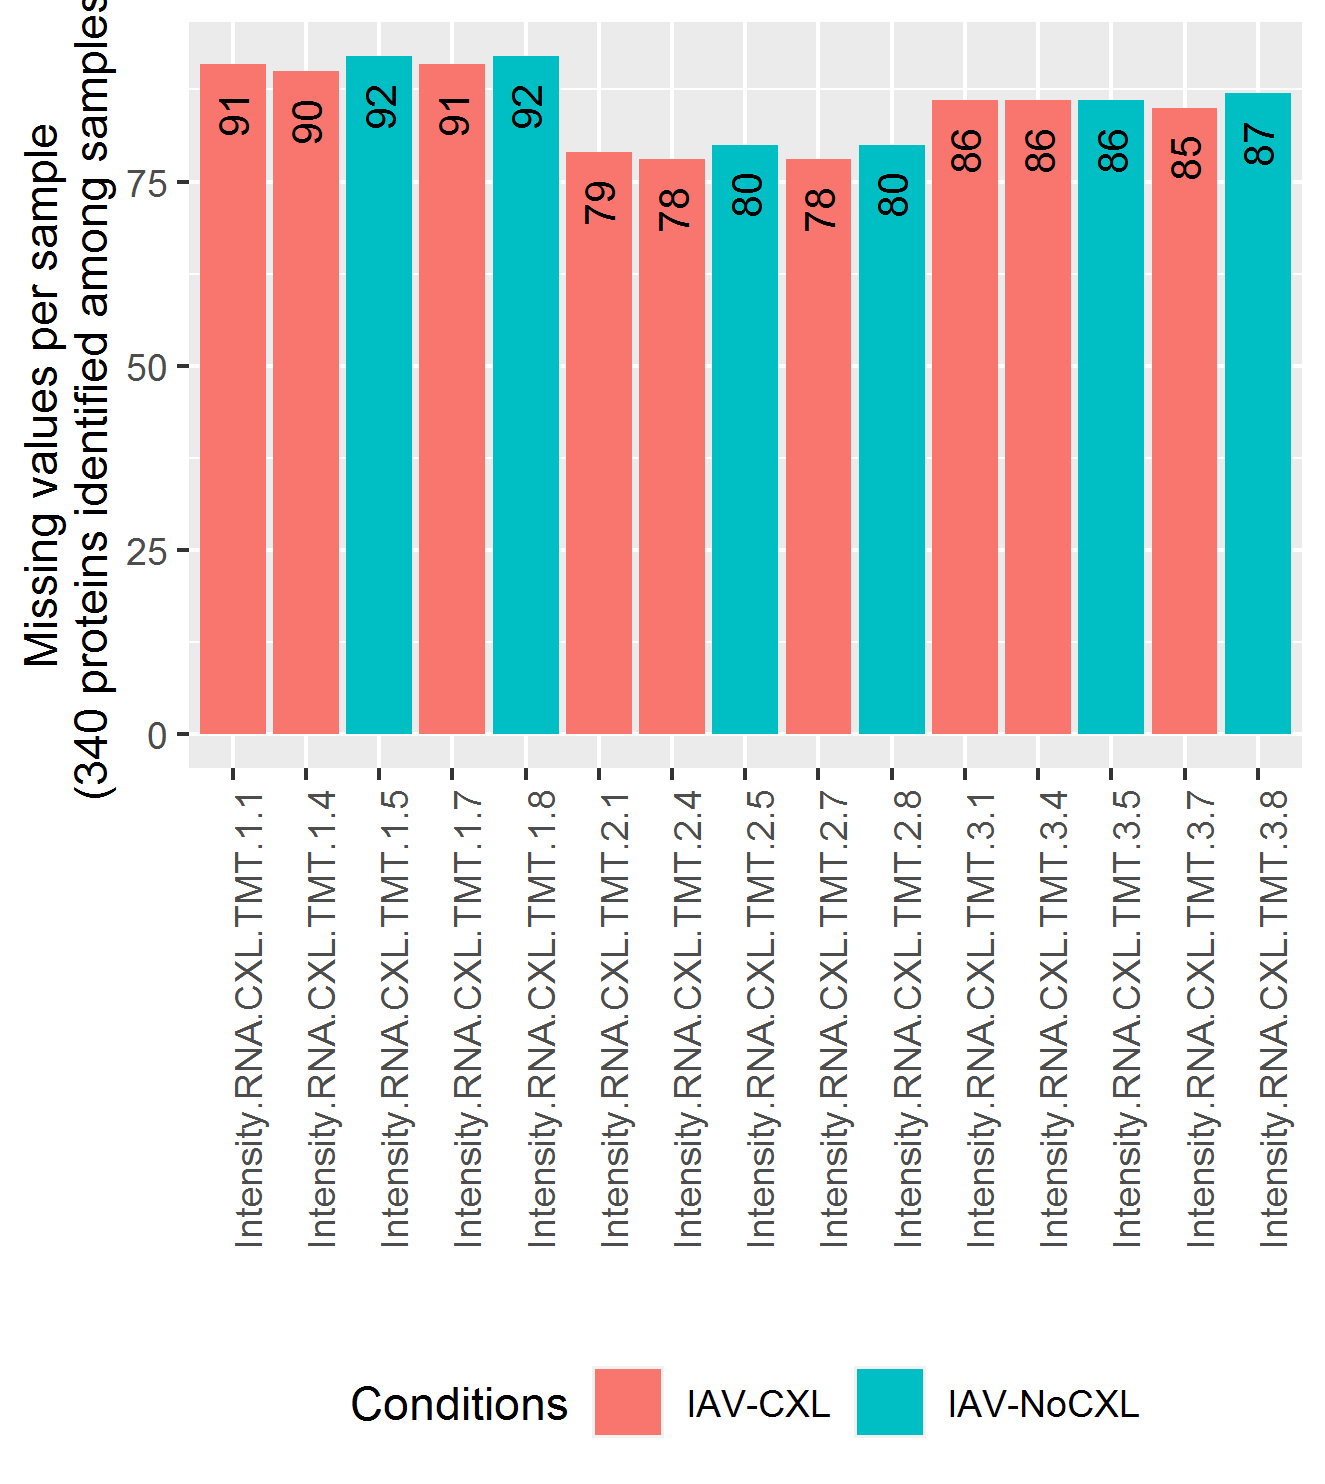 Missing values per sample
(340 proteins identified among samples
75
50
25
0
91
90
92
91
92
79
78
80
78
80
86
86
86
85
87
Intensity.RNA.CXL.TMT.1.1
Intensity.RNA.CXL.TMT.1.4
Intensity.RNA.CXL.TMT.1.5
Intensity.RNA.CXL.TMT.1.7
Intensity.RNA.CXL.TMT.1.8
Intensity.RNA.CXL.TMT.2.1
Intensity.RNA.CXL.TMT.2.4
Intensity.RNA.CXL.TMT.2.5
Intensity.RNA.CXL.TMT.2.7
Intensity.RNA.CXL.TMT.2.8
Intensity.RNA.CXL.TMT.3.1
Intensity.RNA.CXL.TMT.3.4
Intensity.RNA.CXL.TMT.3.5
Intensity.RNA.CXL.TMT.3.7
Intensity.RNA.CXL.TMT.3.8
Conditions IAV-CXL IAV-NoCXL